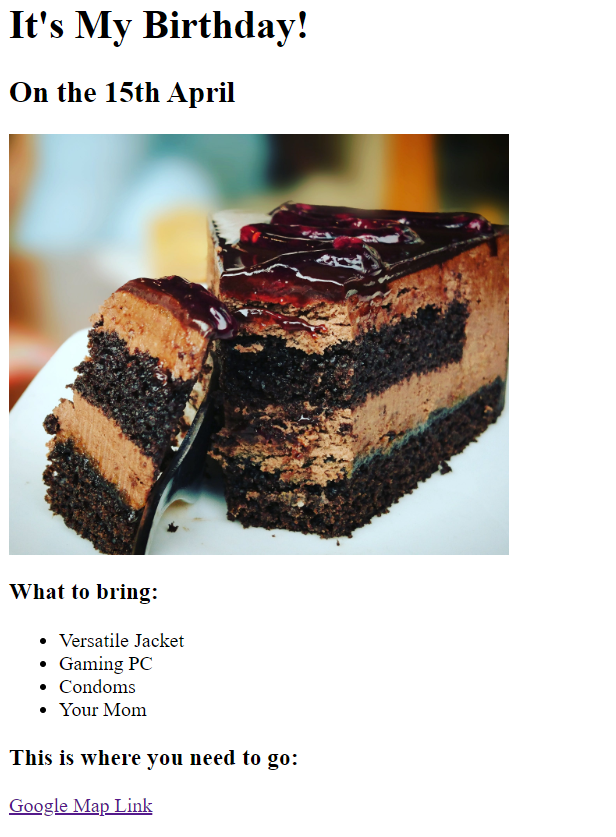 It's My Birthday!
On the 15th April
What to bring:
Versatile Jacket
Gaming PC
Condoms
Your Mom
This is where you need to go:
Google Map Link